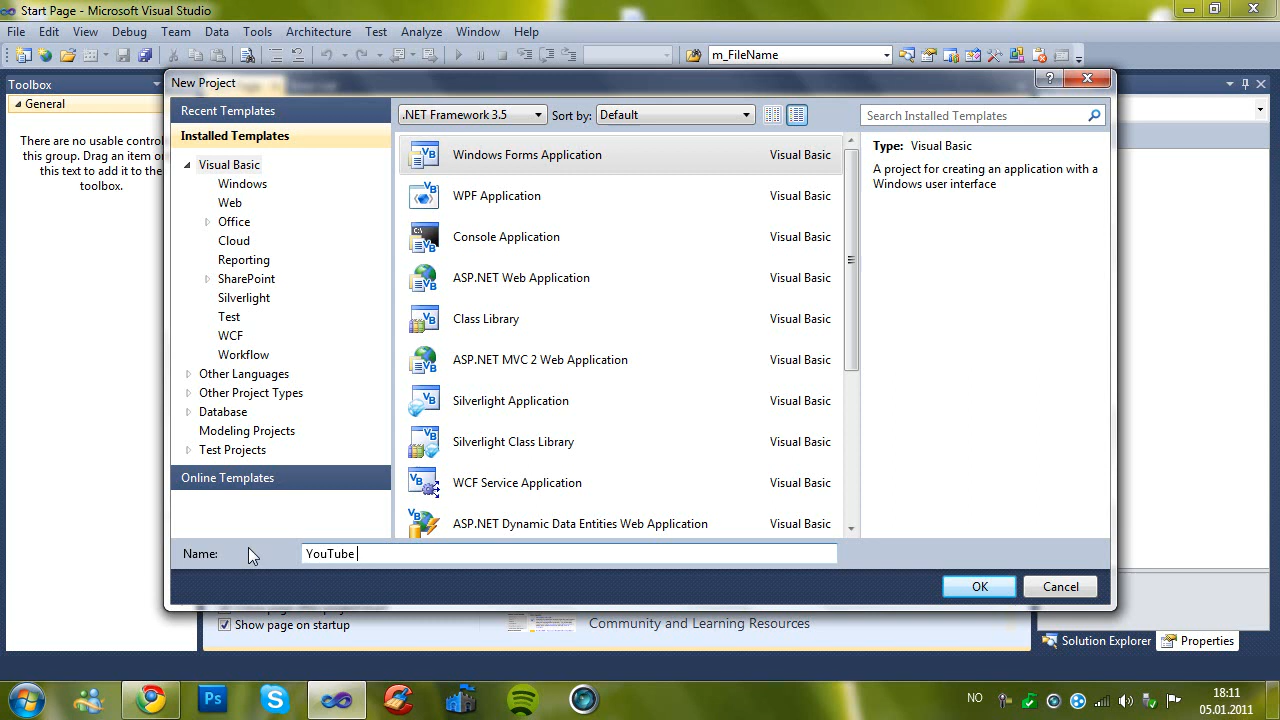 Start Page - Microsoft Visual Studio
File Edit View Debug Team Data Tools Architecture Test Analyze Window Help
m_FileName
Toolbox
General
There are no usable control
this group. Drag an item on
this text to add it to the
toolbox.
New Project
Recent Templates
Installed Templates
Visual Basic
Windows
Web
Office
Cloud
Reporting
SharePoint
Silverlight
Test
WCF
Workflow
Other Languages
Other Project Types
Database
Modeling Projects
Test Projects
Online Templates
.NET Framework 3.5 Sort by: Default
Windows Forms Application Visual Basic
WPF Application Visual Basic
Console Application Visual Basic
ASP.NET Web Application Visual Basic
Class Library Visual Basic
ASP.NET MVC 2 Web Application Visual Basic
Silverlight Application Visual Basic
Silverlight Class Library Visual Basic
WCF Service Application Visual Basic
ASP.NET Dynamic Data Entities Web Application Visual Basic
Search Installed Templates
Type: Visual Basic
A project for creating an application with a
Windows user interface
Name: YouTube
OK Cancel
Show page on startup
Community and Learning Resources
Solution Explorer Properties
NO
18:11
05.01.2011